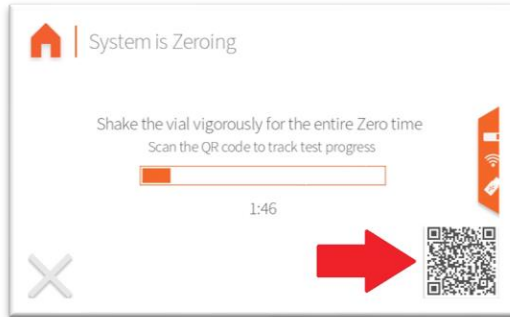 System is Zeroing
Shake the vial vigorously for the entire Zero time
Scan the QR code to track test progress
1:46